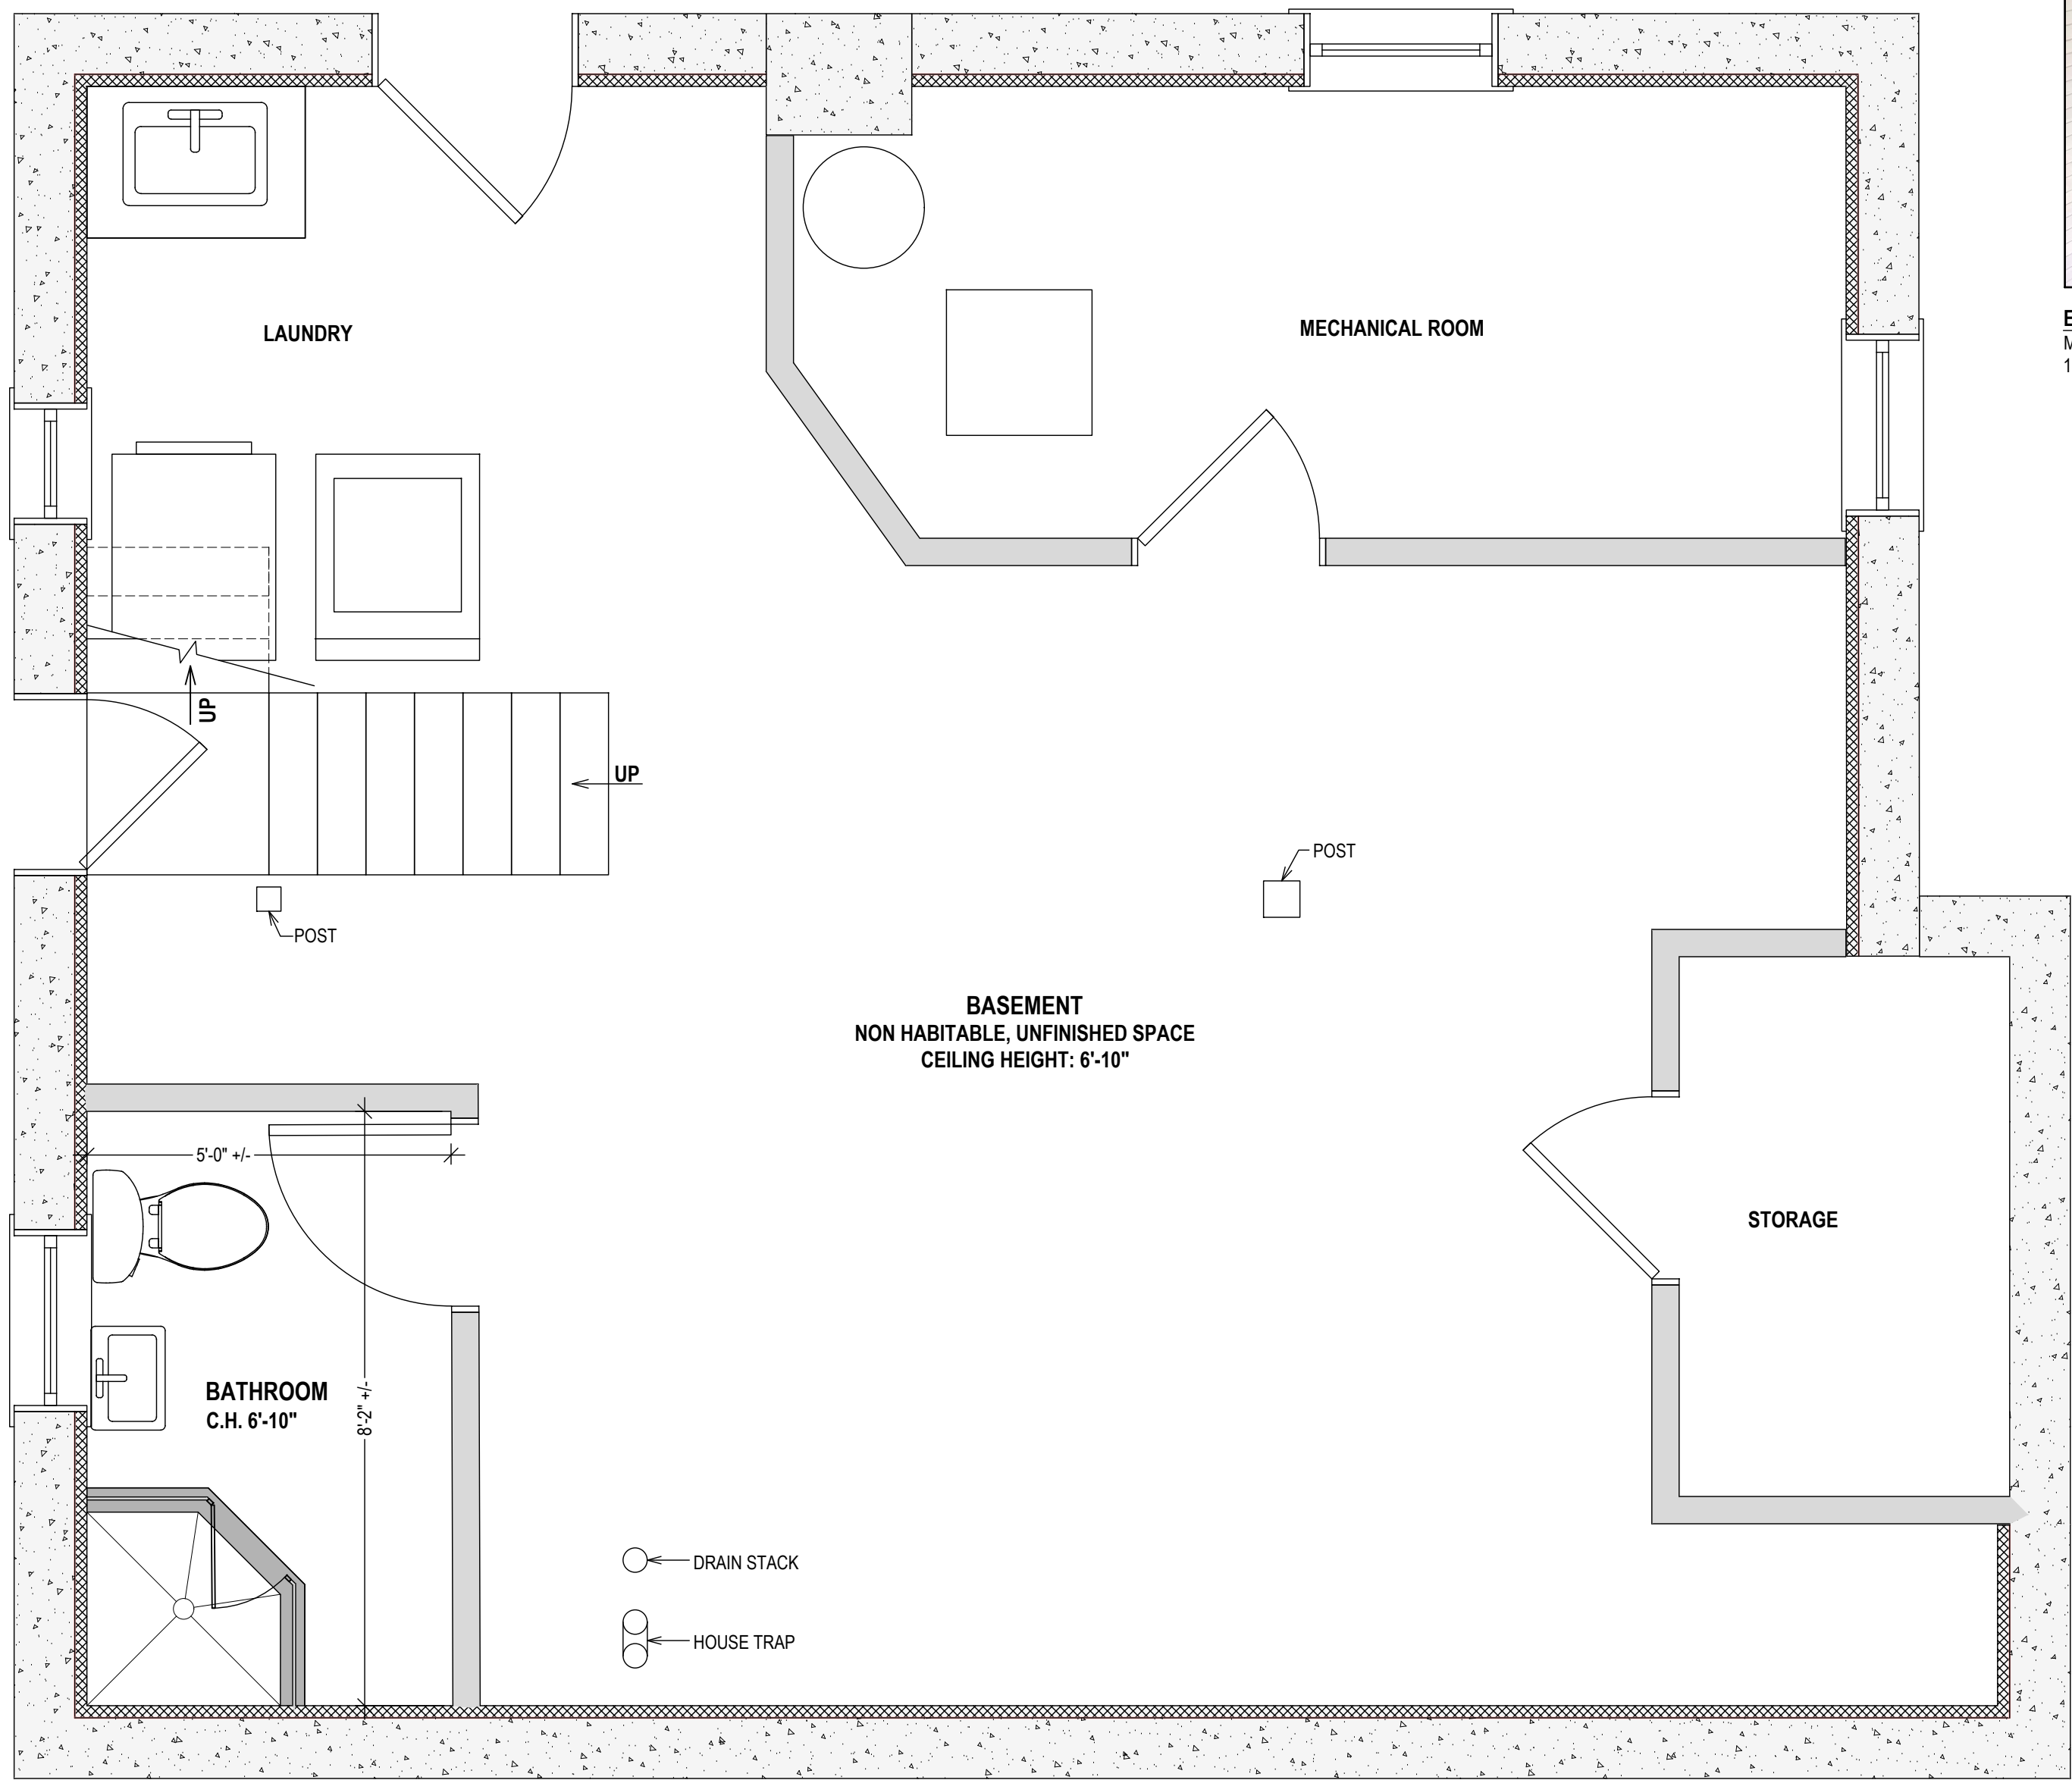 LAUNDRY
MECHANICAL ROOM
UP
UP
POST
POST
BASEMENT
NON HABITABLE, UNFINISHED SPACE
CEILING HEIGHT: 6'-10"
5'-0" +/-
8'-2" +/-
STORAGE
BATHROOM
C.H. 6'-10"
DRAIN STACK
HOUSE TRAP